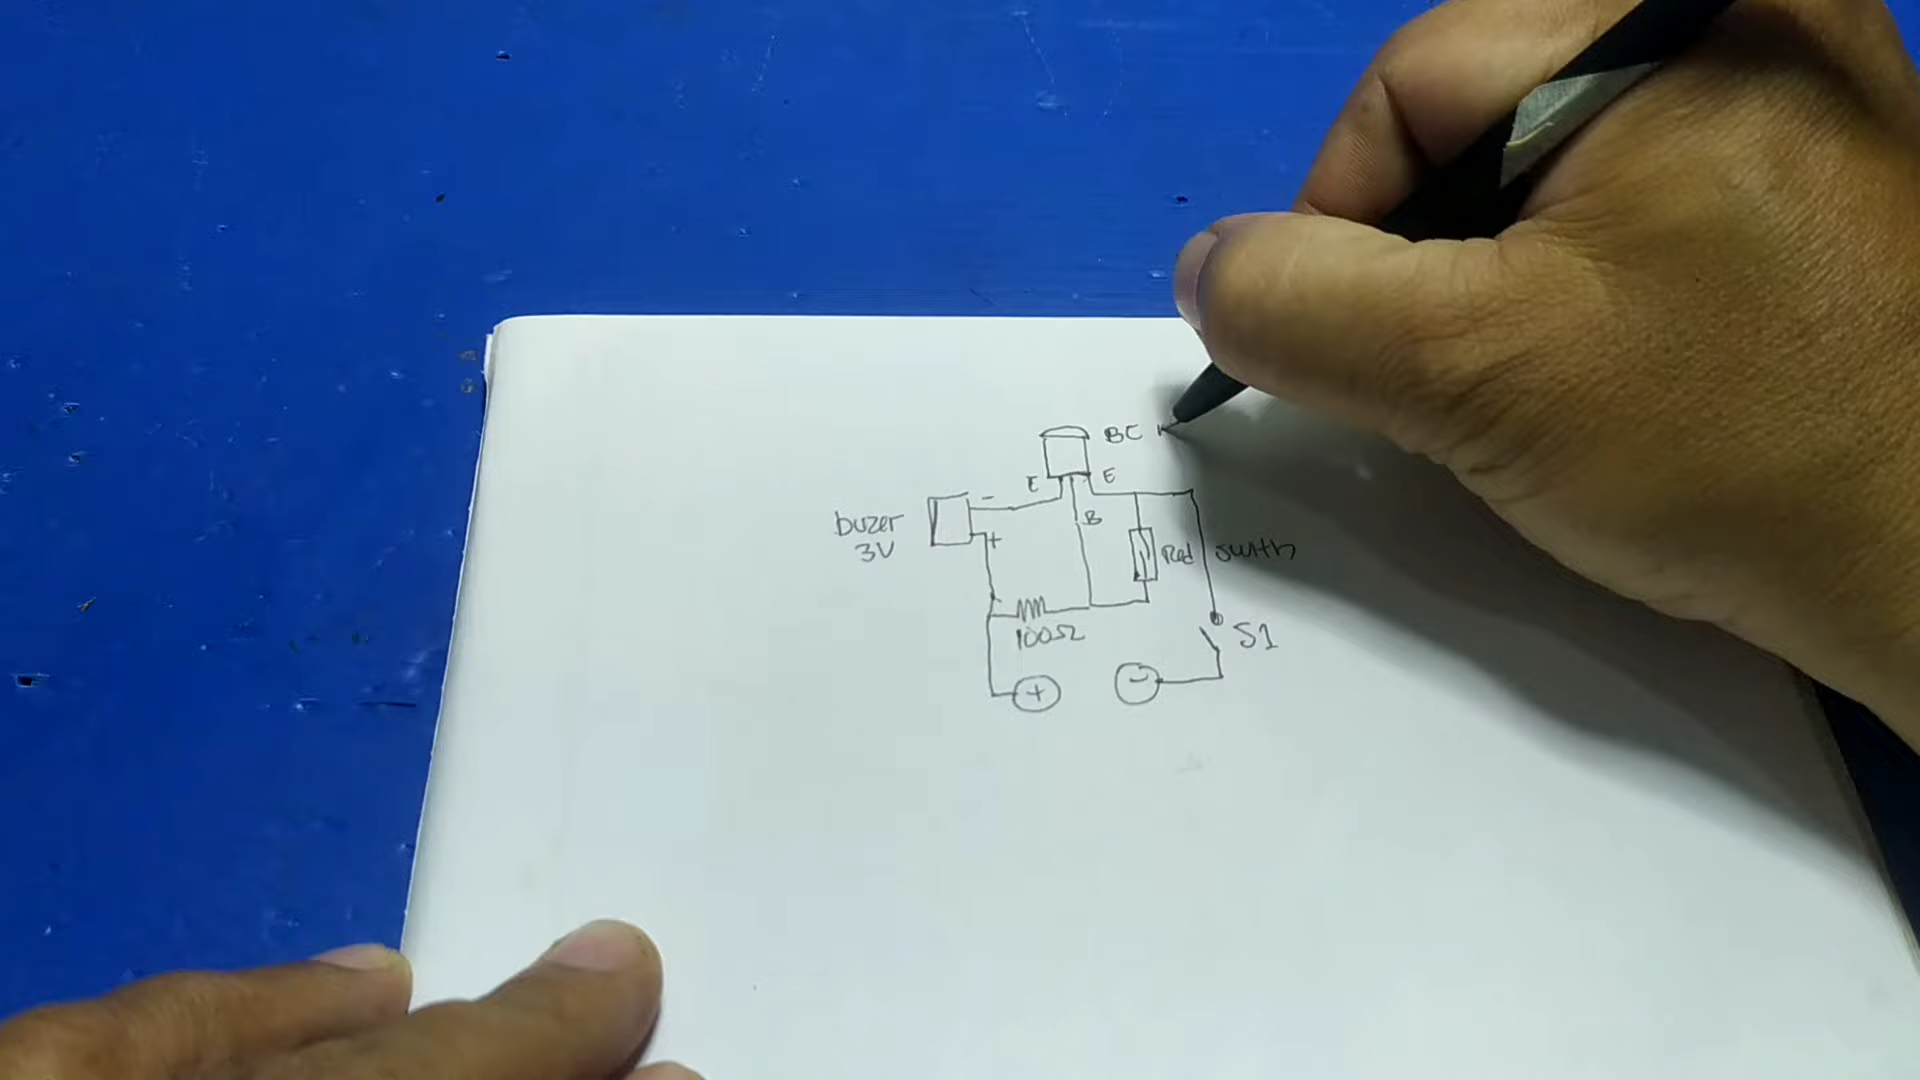 BC
E
E
-
B
+
buzer
3V
Red swith
100Ω
S1
+
-